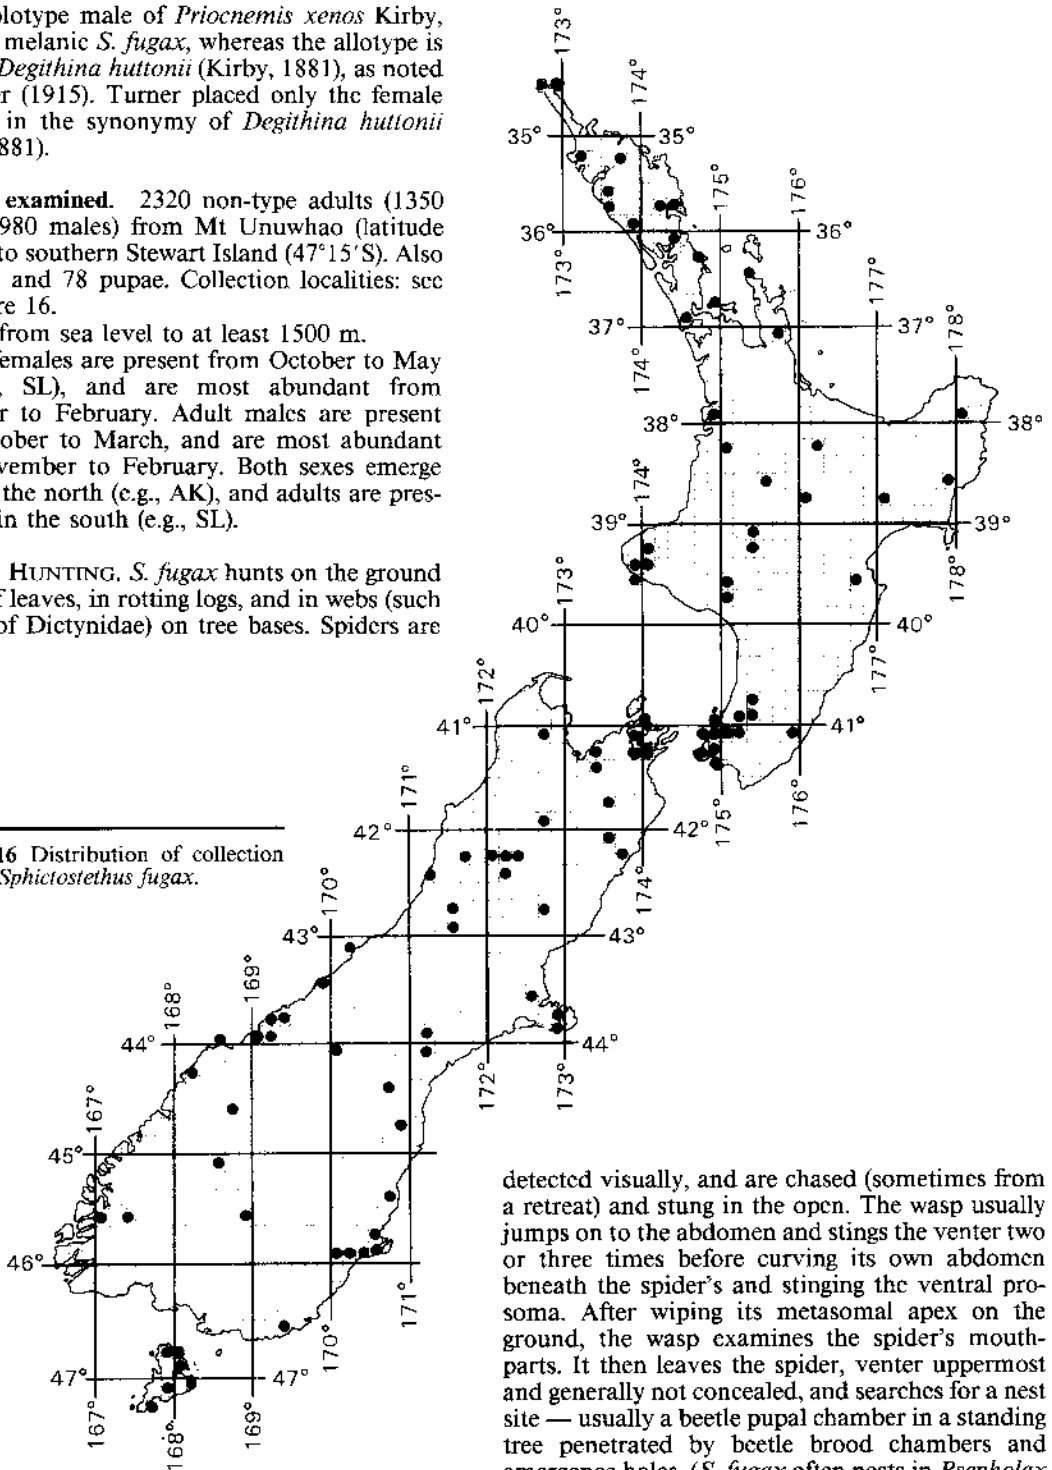 olotype male of Priocnemis xenos Kirby,
melanic S. fugax, whereas the allotype is
Degithina huttonii (Kirby, 1881), as noted
r (1915). Turner placed only the female
in the synonymy of Degithina huttonii
881).
examined. 2320 non-type adults (1350
980 males) from Mt Unuwhao (latitude
to southern Stewart Island (47°15′S). Also
and 78 pupae. Collection localities: see
re 16.
from sea level to at least 1500 m.
emales are present from October to May
, SL), and are most abundant from
r to February. Adult males are present
ober to March, and are most abundant
vember to February. Both sexes emerge
the north (e.g., AK), and adults are pres-
in the south (e.g., SL).
HUNTING. S. fugax hunts on the ground
f leaves, in rotting logs, and in webs (such
of Dictynidae) on tree bases. Spiders are
16 Distribution of collection
Sphictostethus fugax.
173°
174°
35°
35°
175°
176°
36°
36°
173°
177°
37°
37°
178°
174°
38°
38°
174°
39°
39°
173°
178°
40°
40°
177°
172°
41°
41°
171°
175°
176°
42°
42°
170°
174°
43°
43°
169°
168°
44°
44°
172°
173°
167°
45°
46°
171°
170°
47°
47°
167°
168°
169°
detected visually, and are chased (sometimes from
a retreat) and stung in the open. The wasp usually
jumps on to the abdomen and stings the venter two
or three times before curving its own abdomen
beneath the spider's and stinging the ventral pro-
soma. After wiping its metasomal apex on the
ground, the wasp examines the spider's mouth-
parts. It then leaves the spider, venter uppermost
and generally not concealed, and searches for a nest
site — usually a beetle pupal chamber in a standing
tree penetrated by beetle brood chambers and
emergence holes. (S. fugax often nests in Psepholax